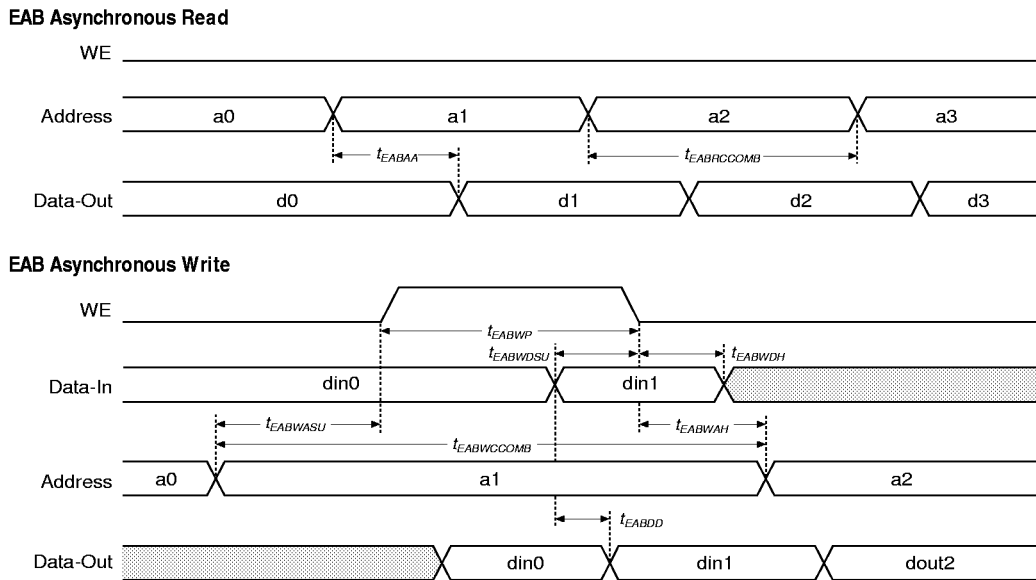 EAB Asynchronous Read
WE
Address a0 a1 a2 a3
tEABAA tEABRCCOMB
Data-Out d0 d1 d2 d3
EAB Asynchronous Write
WE
tEABWP
tEABWDSU tEABWDH
Data-In din0 din1
tEABWASU tEABWAH
tEABWCCOMB
Address a0 a1 a2
tEABDD
Data-Out din0 din1 dout2